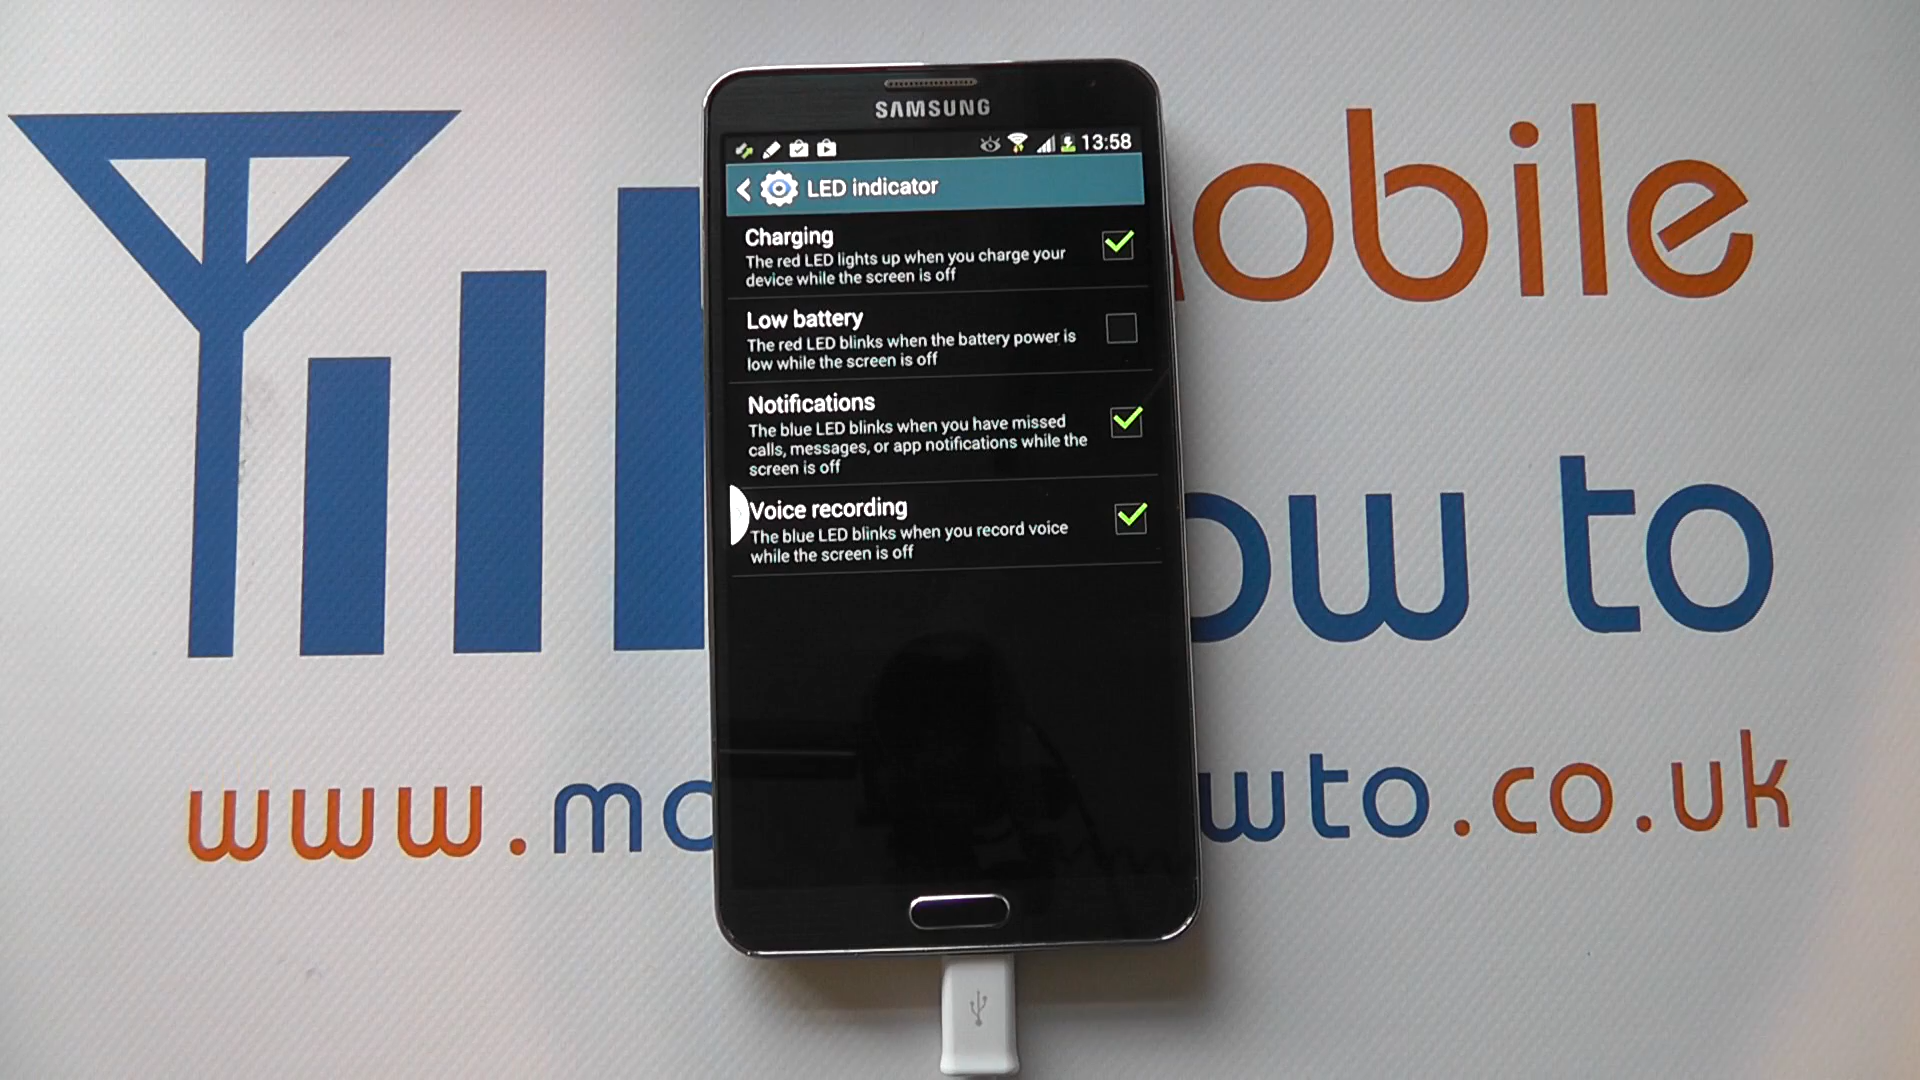 SAMSUNG
13:58
LED indicator
Charging
The red LED lights up when you charge your
device while the screen is off
Low battery
The red LED blinks when the battery power is
low while the screen is off
Notifications
The blue LED blinks when you have missed
calls, messages, or app notifications while the
screen is off
Voice recording
The blue LED blinks when you record voice
while the screen is off
obile
ow to
www.mo
wto.co.uk